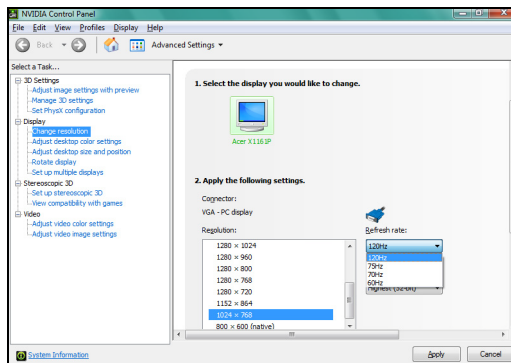 NVIDIA Control Panel
File Edit View Profiles Display Help
Back Advanced Settings
Select a Task...
3D Settings
Adjust image settings with preview
Manage 3D settings
Set PhysX configuration
Display
Change resolution
Adjust desktop color settings
Adjust desktop size and position
Rotate display
Set up multiple displays
Stereoscopic 3D
Set up stereoscopic 3D
View compatibility with games
Video
Adjust video color settings
Adjust video image settings
System Information
1. Select the display you would like to change.
Acer X1161P
2. Apply the following settings.
Connector:
VGA - PC display
Resolution:
1280 × 1024
1280 × 960
1280 × 800
1280 × 768
1280 × 720
1152 × 864
1024 × 768
800 × 600 (native)
Refresh rate:
120Hz
120Hz
75Hz
70Hz
60Hz
Highest (32-bit)
Apply Cancel